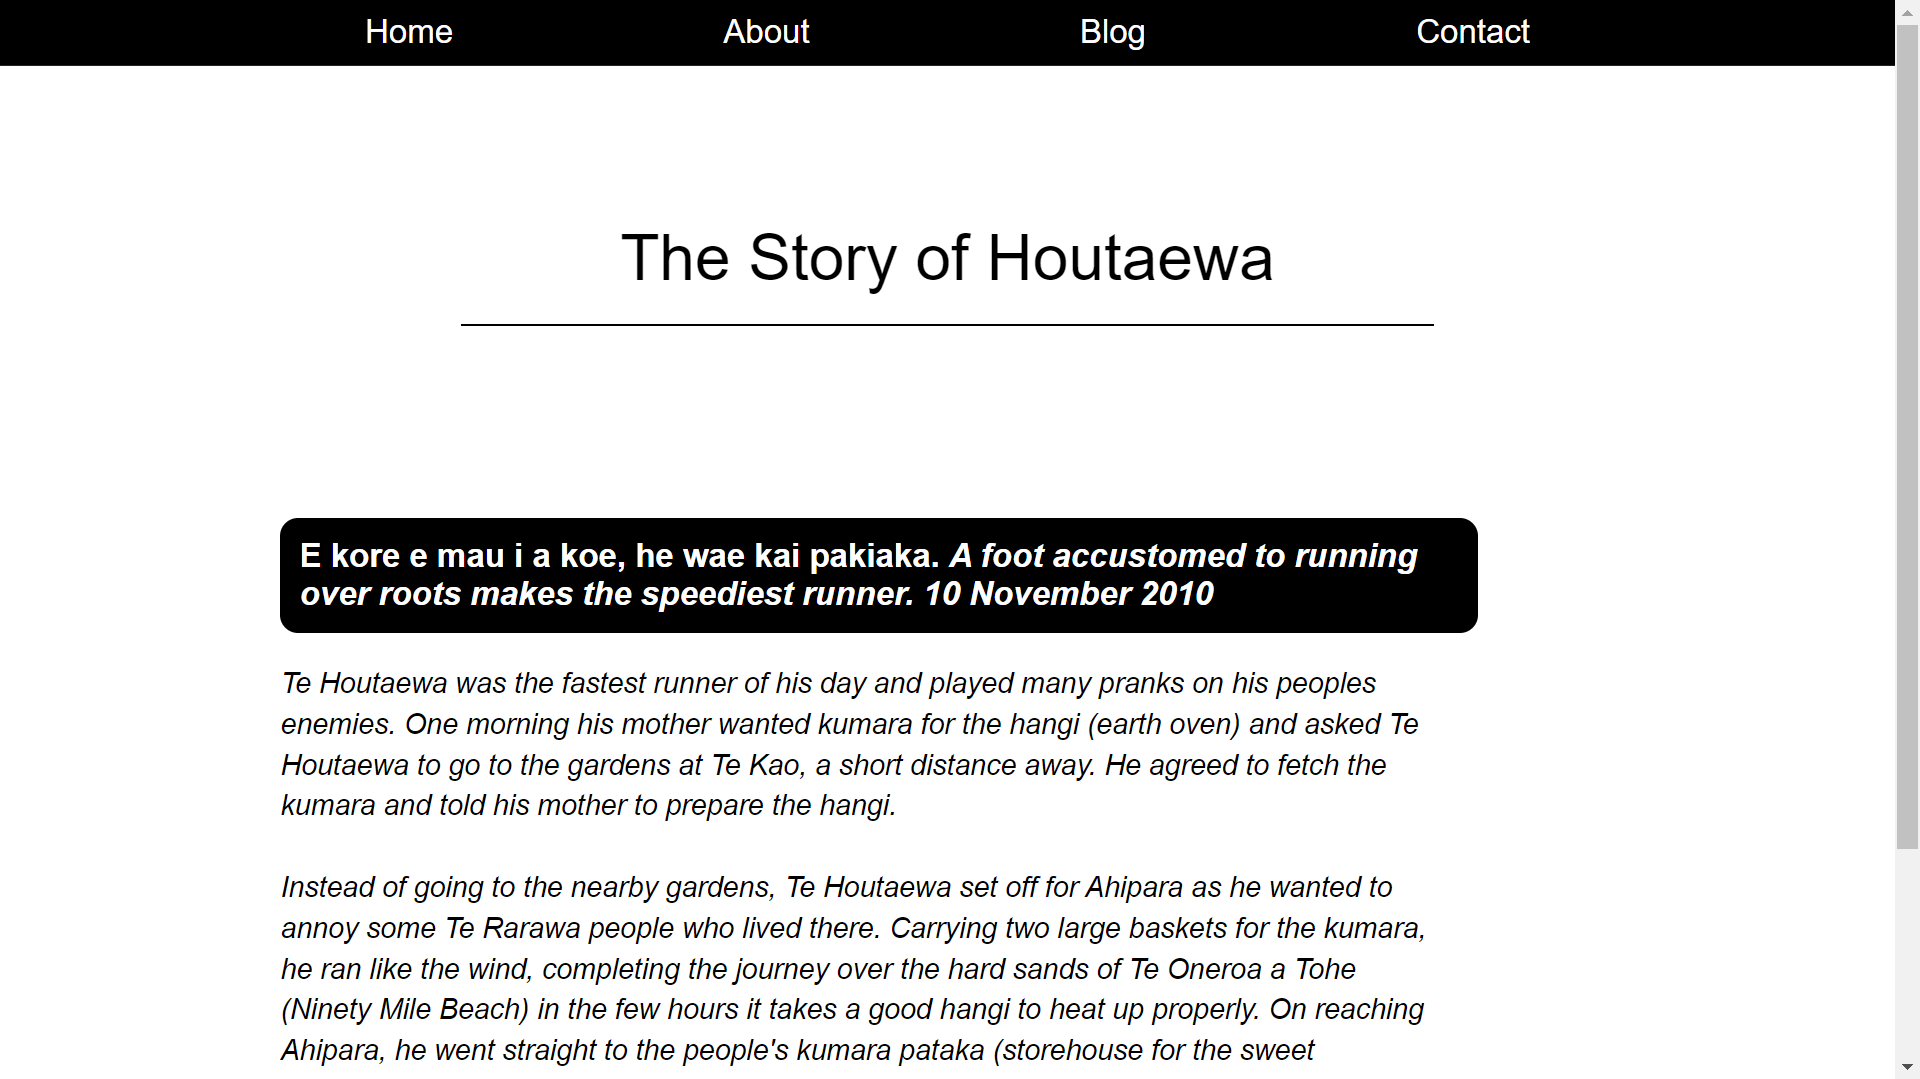 Home About Blog Contact
The Story of Houtaewa
E kore e mau i a koe, he wae kai pakiaka. A foot accustomed to running
over roots makes the speediest runner. 10 November 2010
Te Houtaewa was the fastest runner of his day and played many pranks on his peoples
enemies. One morning his mother wanted kumara for the hangi (earth oven) and asked Te
Houtaewa to go to the gardens at Te Kao, a short distance away. He agreed to fetch the
kumara and told his mother to prepare the hangi.
Instead of going to the nearby gardens, Te Houtaewa set off for Ahipara as he wanted to
annoy some Te Rarawa people who lived there. Carrying two large baskets for the kumara,
he ran like the wind, completing the journey over the hard sands of Te Oneroa a Tohe
(Ninety Mile Beach) in the few hours it takes a good hangi to heat up properly. On reaching
Ahipara, he went straight to the people's kumara pataka (storehouse for the sweet